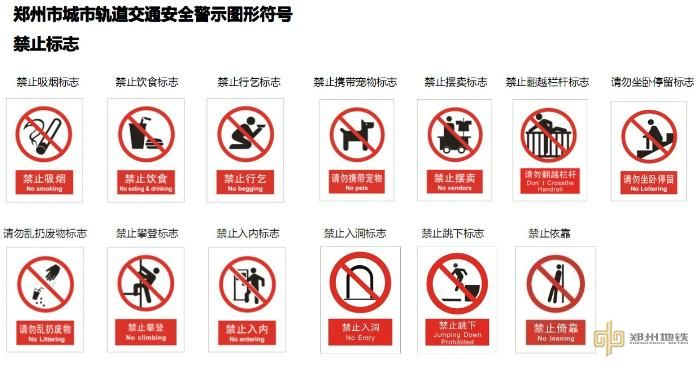 郑州市城市轨道交通安全警示图形符号
禁止标志
禁止吸烟标志 禁止饮食标志 禁止行乞标志 禁止携带宠物标志 禁止摆卖标志 禁止翻越栏杆标志 请勿坐卧停留标志
禁止吸烟 禁止饮食 禁止行乞 请勿携带宠物 禁止摆卖 请勿翻越栏杆 请勿坐卧停留
No smoking No eating & drinking No begging No pets No vendors Don't Crossthe No Loitering
Handrail
请勿乱扔废物标志 禁止攀登标志 禁止入内标志 禁止入洞标志 禁止跳下标志 禁止依靠
请勿乱扔废物 禁止攀登 禁止入内 禁止入洞 禁止跳下 禁止倚靠
No Littering No climbing No entering No Entry Jumping Down No leaning
Prohibited
郑州地铁
ZHENGZHOU METRO